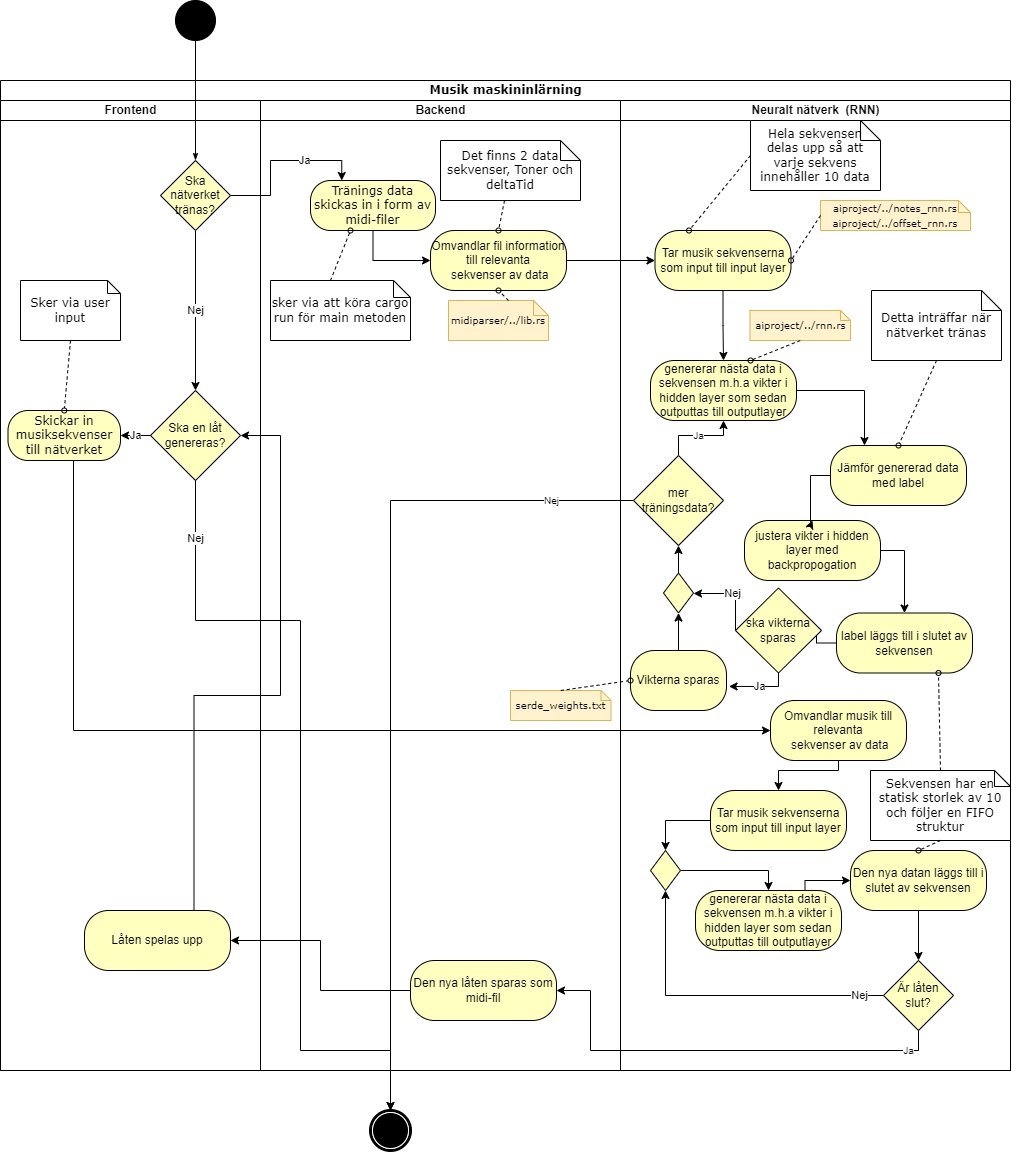 Musik maskininlärning
Frontend
Backend
Neuralt nätverk (RNN)
Ska
nätverket
tränas?
Ja
Tränings data
skickas in i form av
midi-filer
Det finns 2 data
sekvenser, Toner och
deltaTid
Omvandlar fil information
till relevanta
sekvenser av data
sker via att köra cargo
run för main metoden
midiparser/../lib.rs
Hela sekvensen
delas upp så att
varje sekvens
innehåller 10 data
aiproject/../notes_rnn.rs
aiproject/../offset_rnn.rs
Tar musik sekvenserna
som input till input layer
aiproject/../rnn.rs
Detta inträffar när
nätverket tränas
genererar nästa data i
sekvensen m.h.a vikter i
hidden layer som sedan
outputtas till outputlayer
Ja
Jämför genererad data
med label
mer
träningsdata?
Nej
justera vikter i hidden
layer med
backpropogation
Nej
ska vikterna
sparas
label läggs till i slutet av
sekvensen
Vikterna sparas
Ja
serde_weights.txt
Nej
Sker via user
input
Skickar in
musiksekvenser
till nätverket
Ja
Ska en låt
genereras?
Nej
Omvandlar musik till
relevanta
sekvenser av data
Tar musik sekvenserna
som input till input layer
Sekvensen har en
statisk storlek av 10
och följer en FIFO
struktur
genererar nästa data i
sekvensen m.h.a vikter i
hidden layer som sedan
outputtas till outputlayer
Den nya datan läggs till i
slutet av sekvensen
Är låten
slut?
Nej
Ja
Den nya låten sparas som
midi-fil
Låten spelas upp